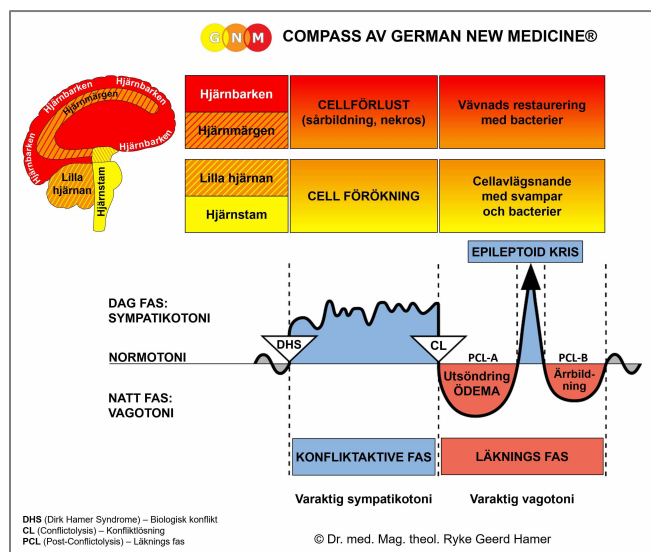 GNM COMPASS AV GERMAN NEW MEDICINE®
Hjärnbarken
Hjärnmärgen
Hjärnbarken
Hjärnbarken
Hjärnbarken
Lilla
hjärnan
Hjärnstam
Hjärnbarken
Hjärnmärgen
CELLFÖRLUST
(sårbildning, nekros)
Vävnads restaurering
med bacterier
Lilla hjärnan
Hjärnstam
CELL FÖRÖKNING
Cellavlägsnande
med svampar
och bacterier
EPILEPTOID KRIS
DAG FAS:
SYMPATIKOTONI
DHS
CL
NORMOTONI
PCL-A
PCL-B
Utsöndring
ÖDEMA
Ärrbild-
ning
NATT FAS:
VAGOTONI
KONFLIKTAKTIVE FAS
LÄKNINGS FAS
Varaktig sympatikotoni
Varaktig vagotoni
DHS (Dirk Hamer Syndrome) – Biologisk konflikt
CL (Conflictolysis) – Konfliktlösning
PCL (Post-Conflictolysis) – Läknings fas
© Dr. med. Mag. theol. Ryke Geerd Hamer